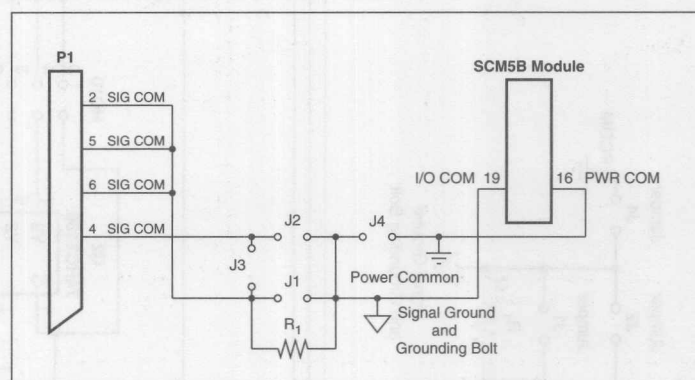 P1
SCM5B Module
2 SIG COM
5 SIG COM
6 SIG COM
I/O COM 19
16 PWR COM
4 SIG COM
J2
J4
J3
Power Common
J1
R1
Signal Ground
and
Grounding Bolt